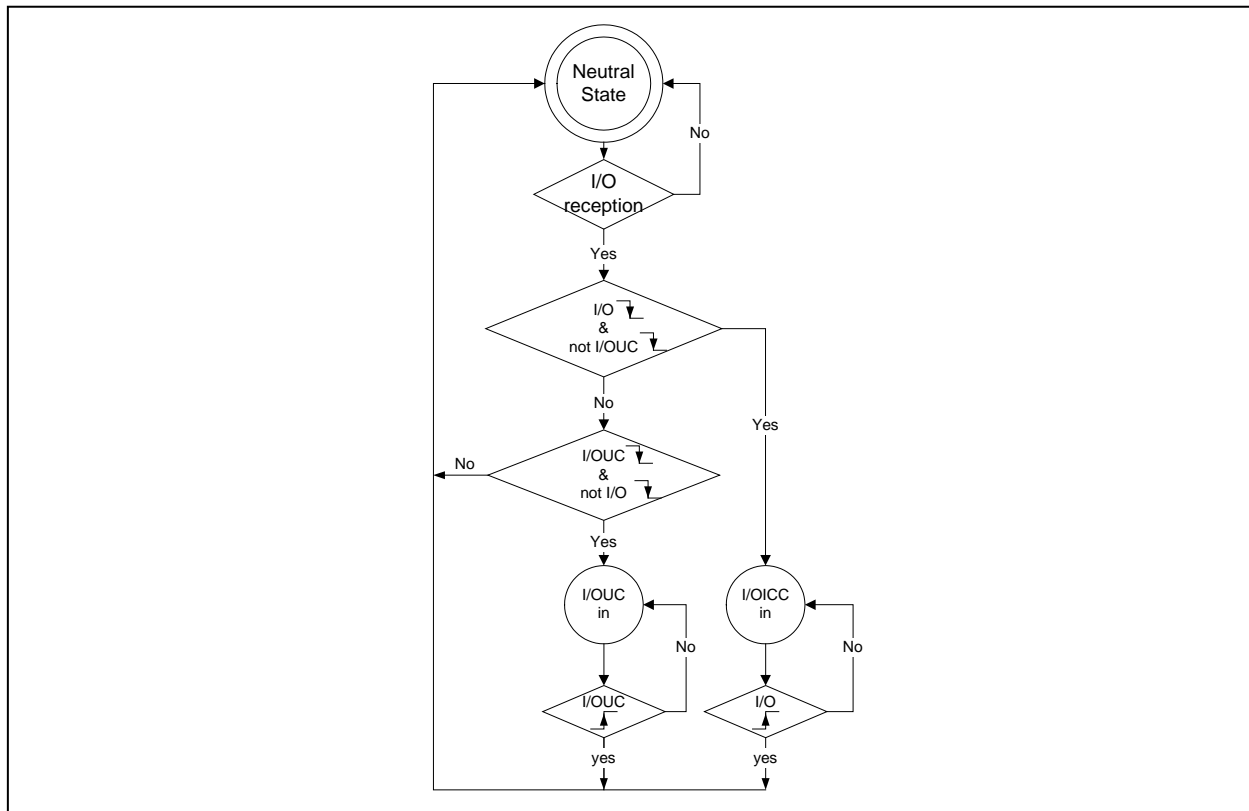 Neutral
State
No
I/O
reception
Yes
I/O
&
not I/OUC
No
Yes
I/OUC
&
not I/O
No
Yes
I/OUC
in
I/OICC
in
No
No
I/OUC
I/O
yes
yes